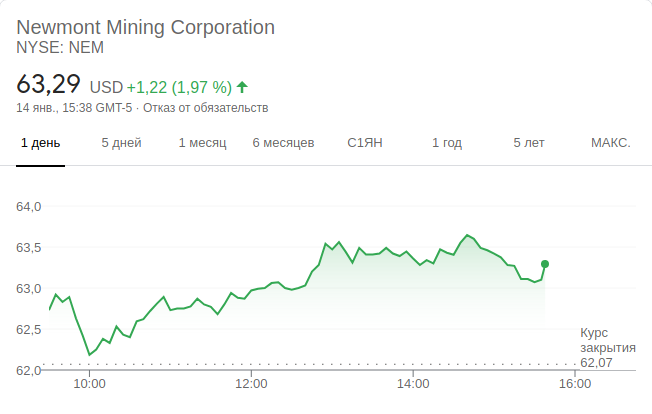 Newmont Mining Corporation
NYSE: NEM
63,29 USD +1,22 (1,97 %)
14 янв., 15:38 GMT-5 · Отказ от обязательств
1 день 5 дней 1 месяц 6 месяцев С1ЯН 1 год 5 лет МАКС.
64,0
63,5
63,0
62,5
62,0
Курс
закрытия
62,07
10:00 12:00 14:00 16:00